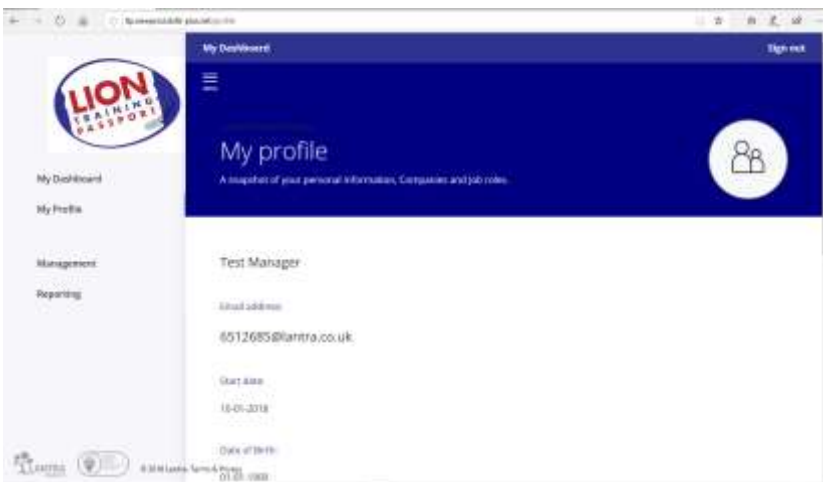 My Dashboard
Sign out
LION
TRAINING
PASSPORT
My profile
A snapshot of your personal information, Companies and job roles.
My Dashboard
My Profile
Management
Reporting
Test Manager
Email address
6512685@lantra.co.uk
Start date
10-01-2018
Date of Birth
LANTRA